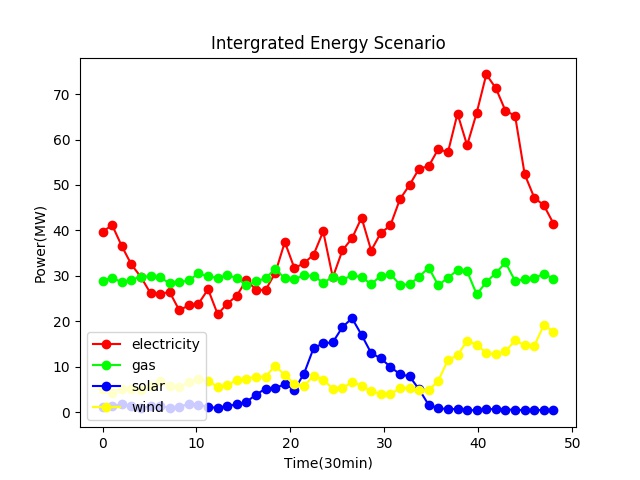 Intergrated Energy Scenario
Power(MW)
70
60
50
40
30
20
10
0
electricity
gas
solar
wind
0 10 20 30 40 50
Time(30min)